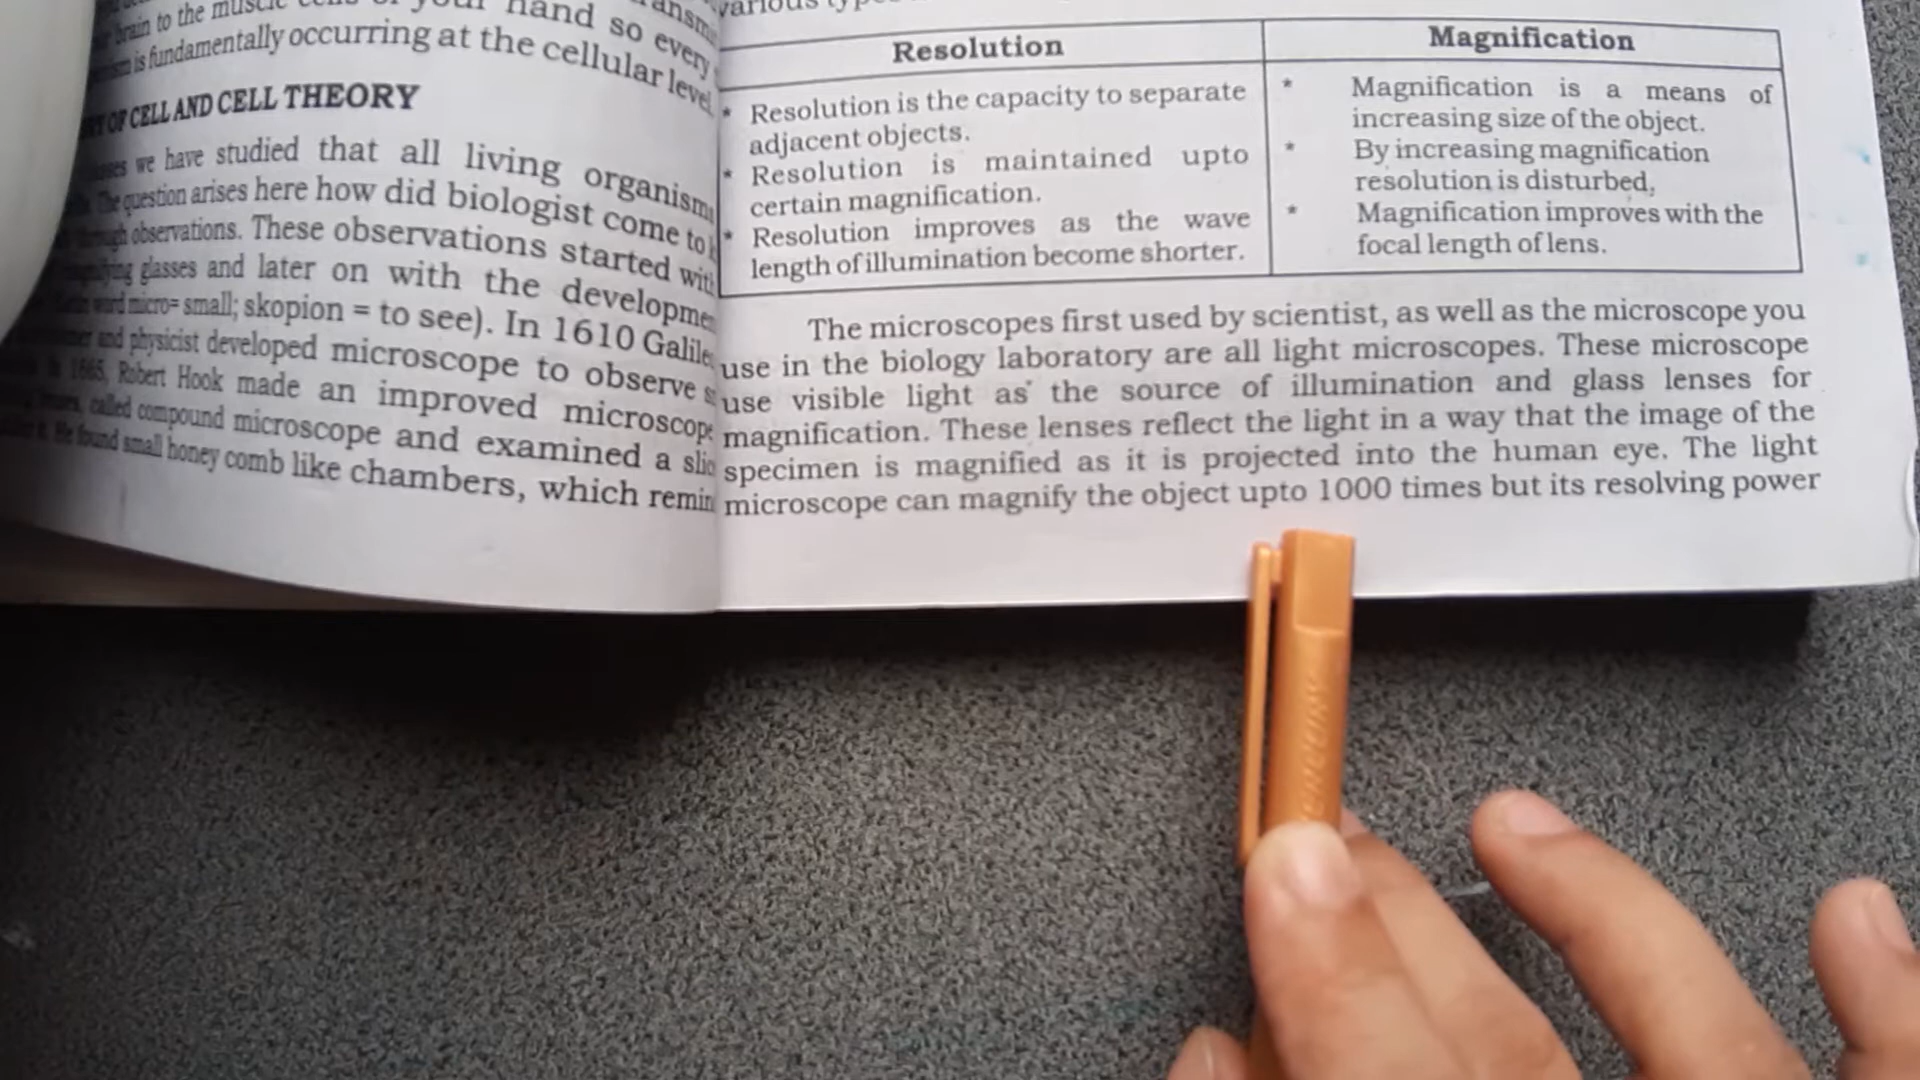 brain to the muscle cells of your hand so every
is fundamentally occurring at the cellular level.
OF CELL AND CELL THEORY
we have studied that all living organisms
The question arises here how did biologist come to
through observations. These observations started with
magnifying glasses and later on with the developme
word micro= small; skopion = to see). In 1610 Galile
and physicist developed microscope to observe s
1665, Robert Hook made an improved microscope
called compound microscope and examined a slic
He found small honey comb like chambers, which remin
various types
Resolution
Magnification
* Resolution is the capacity to separate
adjacent objects.
* Resolution is maintained upto
certain magnification.
* Resolution improves as the wave
length of illumination become shorter.
* Magnification is a means of
increasing size of the object.
* By increasing magnification
resolution is disturbed,
* Magnification improves with the
focal length of lens.
The microscopes first used by scientist, as well as the microscope you
use in the biology laboratory are all light microscopes. These microscope
use visible light as the source of illumination and glass lenses for
magnification. These lenses reflect the light in a way that the image of the
specimen is magnified as it is projected into the human eye. The light
microscope can magnify the object upto 1000 times but its resolving power